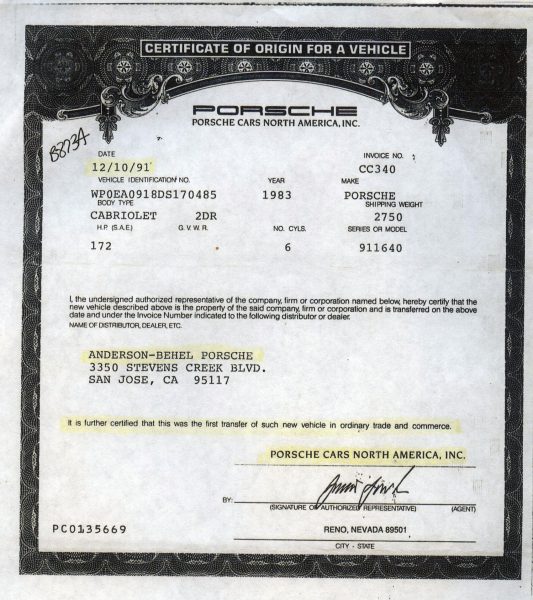 CERTIFICATE OF ORIGIN FOR A VEHICLE
PORSCHE
PORSCHE CARS NORTH AMERICA, INC.
B873A
DATE INVOICE NO.
12/10/91 CC340
VEHICLE IDENTIFICATION NO. YEAR MAKE
WP0EA0918DS170485 1983 PORSCHE
BODY TYPE SHIPPING WEIGHT
CABRIOLET 2DR 2750
H.P. (S.A.E.) G.V.W.R. NO. CYLS. SERIES OR MODEL
172 6 911640
I, the undersigned authorized representative of the company, firm or corporation named below, hereby certify that the
new vehicle described above is the property of the said company, firm or corporation and is transferred on the above
date and under the Invoice Number indicated to the following distributor or dealer.
NAME OF DISTRIBUTOR, DEALER, ETC.
ANDERSON-BEHEL PORSCHE
3350 STEVENS CREEK BLVD.
SAN JOSE, CA 95117
It is further certified that this was the first transfer of such new vehicle in ordinary trade and commerce.
PORSCHE CARS NORTH AMERICA, INC.
BY:
(SIGNATURE OF AUTHORIZED REPRESENTATIVE) (AGENT)
PC0135669
RENO, NEVADA 89501
CITY - STATE